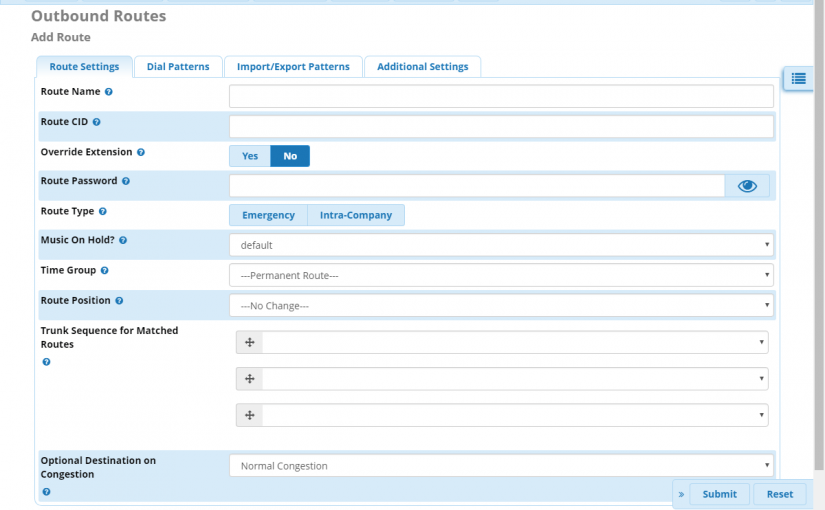 Outbound Routes
Add Route
Route Settings Dial Patterns Import/Export Patterns Additional Settings
Route Name
Route CID
Override Extension Yes No
Route Password
Route Type Emergency Intra-Company
Music On Hold? default
Time Group ---Permanent Route---
Route Position ---No Change---
Trunk Sequence for Matched
Routes
Optional Destination on
Congestion
Normal Congestion
» Submit Reset